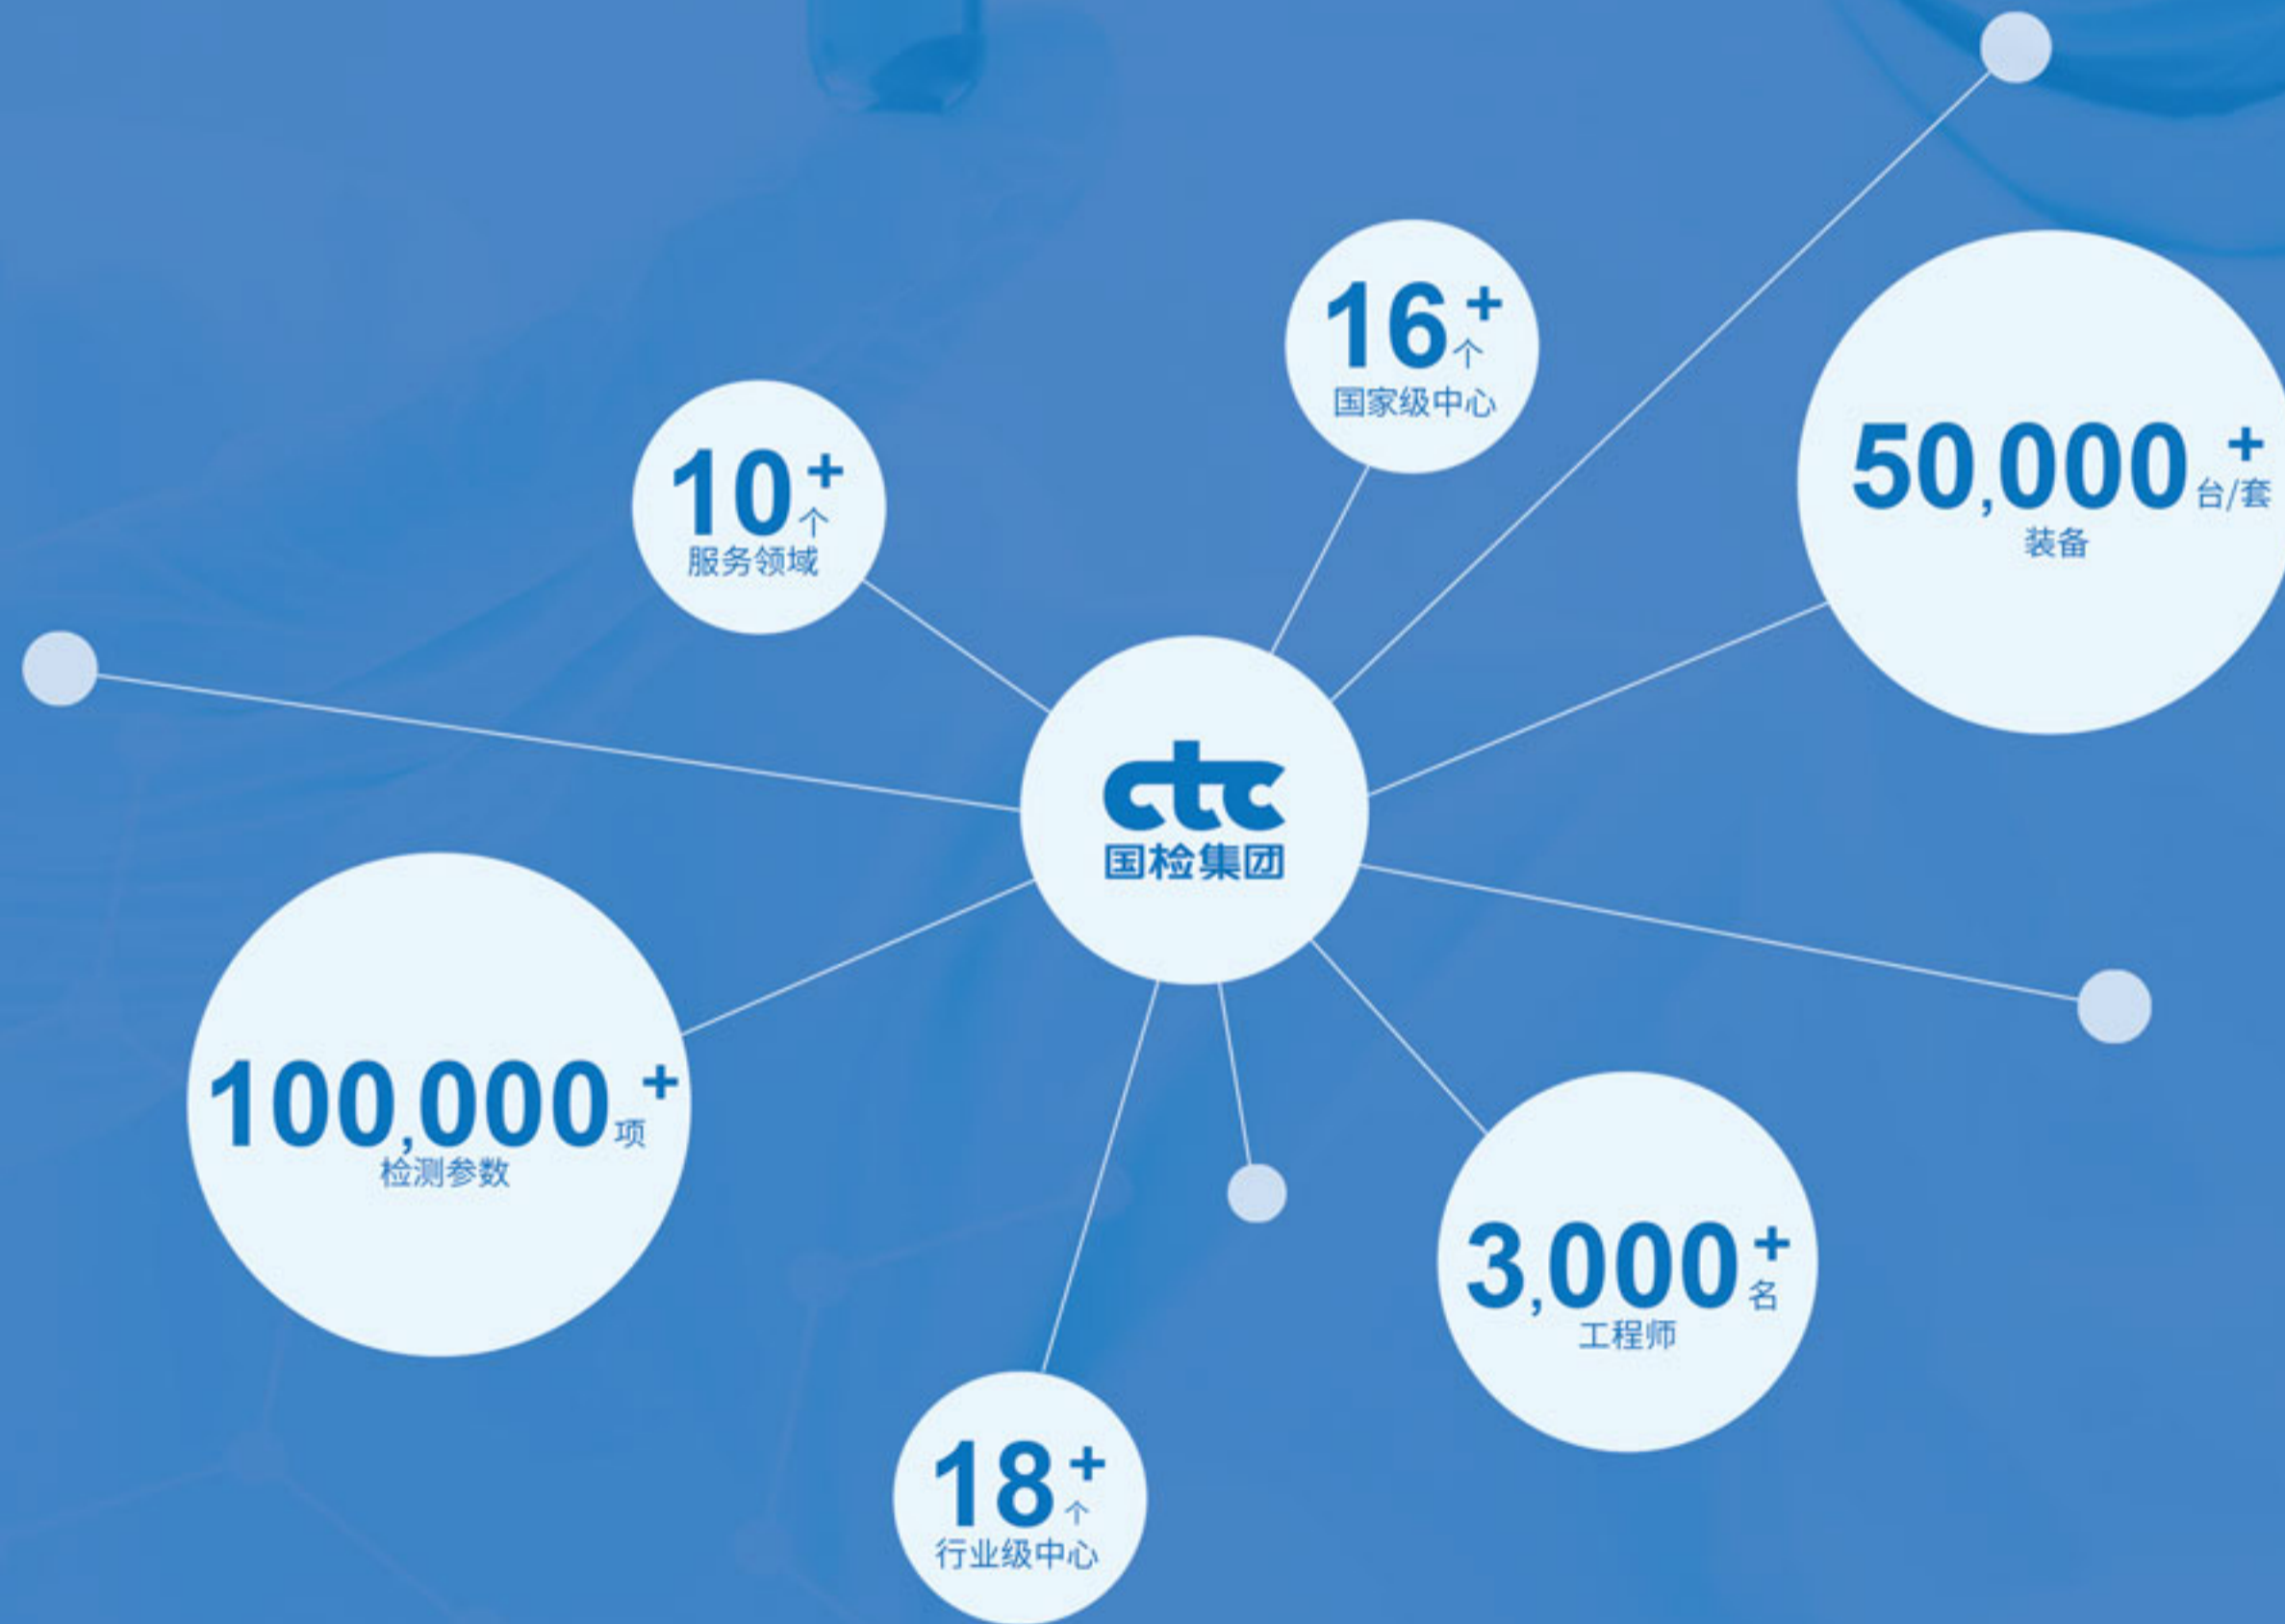 16+个
国家级中心
50,000+台/套
装备
10+个
服务领域
ctc
国检集团
100,000+项
检测参数
3,000+名
工程师
18+个
行业级中心